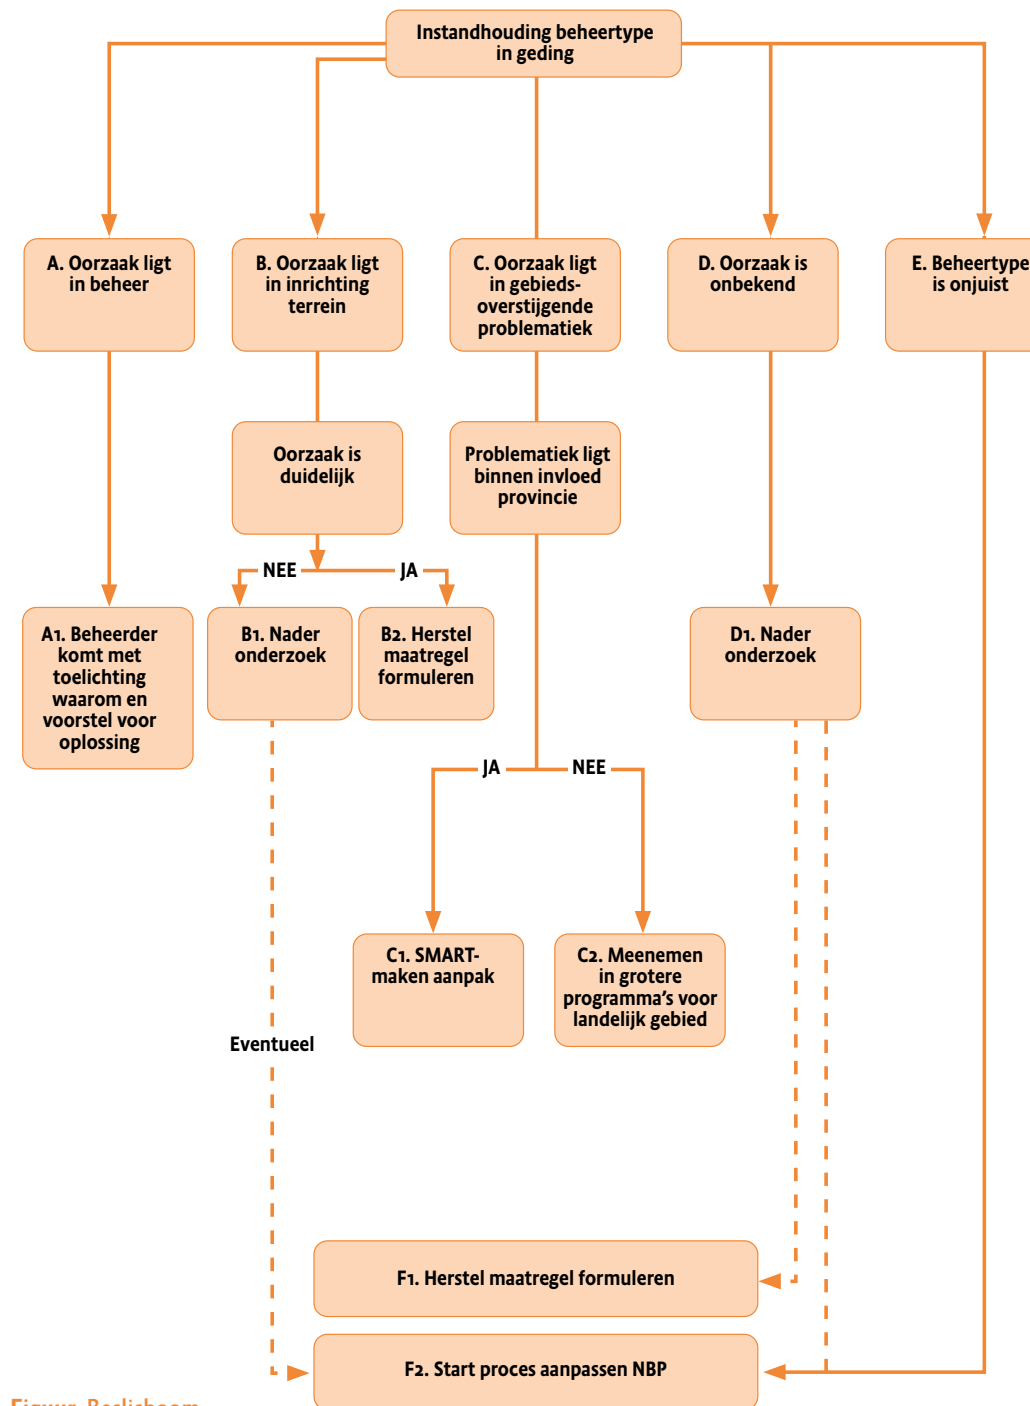 Instandhouding beheertype
in geding
A. Oorzaak ligt
in beheer
B. Oorzaak ligt
in inrichting
terrein
C. Oorzaak ligt
in gebieds-
overstijgende
problematiek
D. Oorzaak is
onbekend
E. Beheertype
is onjuist
Oorzaak is
duidelijk
Problematiek ligt
binnen invloed
provincie
NEE
JA
A1. Beheerder
komt met
toelichting
waarom en
voorstel voor
oplossing
B1. Nader
onderzoek
B2. Herstel
maatregel
formuleren
D1. Nader
onderzoek
JA
NEE
C1. SMART-
maken aanpak
C2. Meenemen
in grotere
programma's voor
landelijk gebied
Eventueel
F1. Herstel maatregel formuleren
F2. Start proces aanpassen NBP
Figuur Beslisboom